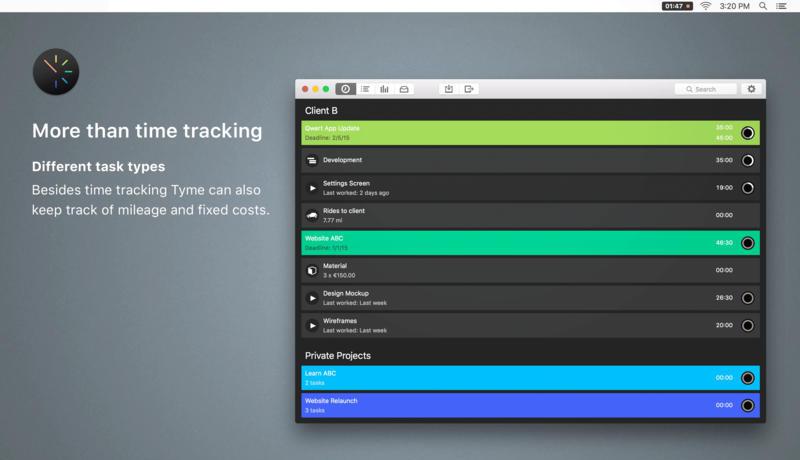 01:47
3:20 PM
More than time tracking
Different task types
Besides time tracking Tyme can also
keep track of mileage and fixed costs.
Search
Client B
Qwert App Update
35:00
Deadline: 2/5/15
45:00
Development
35:00
Settings Screen
Last worked: 2 days ago
19:00
Rides to client
7.77 mi
00:00
Website ABC
Deadline: 1/1/15
46:30
Material
3 x €150.00
00:00
Design Mockup
Last worked: Last week
26:30
Wireframes
Last worked: Last week
20:00
Private Projects
Learn ABC
2 tasks
00:00
Website Relaunch
3 tasks
00:00